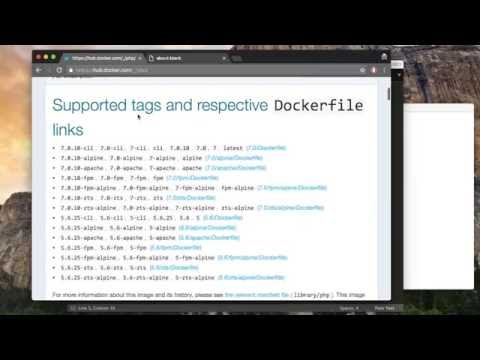 https://hub.docker.com/_/php/
about:blank
hub.docker.com/_/php/
Supported tags and respective Dockerfile
links
• 7.0.10-cli , 7.0-cli , 7-cli , cli , 7.0.10 , 7.0 , 7 , latest (7.0/Dockerfile)
• 7.0.10-alpine , 7.0-alpine , 7-alpine , alpine (7.0/alpine/Dockerfile)
• 7.0.10-apache , 7.0-apache , 7-apache , apache (7.0/apache/Dockerfile)
• 7.0.10-fpm , 7.0-fpm , 7-fpm , fpm (7.0/fpm/Dockerfile)
• 7.0.10-fpm-alpine , 7.0-fpm-alpine , 7-fpm-alpine , fpm-alpine (7.0/fpm/alpine/Dockerfile)
• 7.0.10-zts , 7.0-zts , 7-zts , zts (7.0/zts/Dockerfile)
• 7.0.10-zts-alpine , 7.0-zts-alpine , 7-zts-alpine , zts-alpine (7.0/zts/alpine/Dockerfile)
• 5.6.25-cli , 5.6-cli , 5-cli , 5.6.25 , 5.6 , 5 (5.6/Dockerfile)
• 5.6.25-alpine , 5.6-alpine , 5-alpine (5.6/alpine/Dockerfile)
• 5.6.25-apache , 5.6-apache , 5-apache (5.6/apache/Dockerfile)
• 5.6.25-fpm , 5.6-fpm , 5-fpm (5.6/fpm/Dockerfile)
• 5.6.25-fpm-alpine , 5.6-fpm-alpine , 5-fpm-alpine (5.6/fpm/alpine/Dockerfile)
• 5.6.25-zts , 5.6-zts , 5-zts (5.6/zts/Dockerfile)
• 5.6.25-zts-alpine , 5.6-zts-alpine , 5-zts-alpine (5.6/zts/alpine/Dockerfile)
For more information about this image and its history, please see the relevant manifest file ( library/php ). This image
Spaces: 4
Plain Text